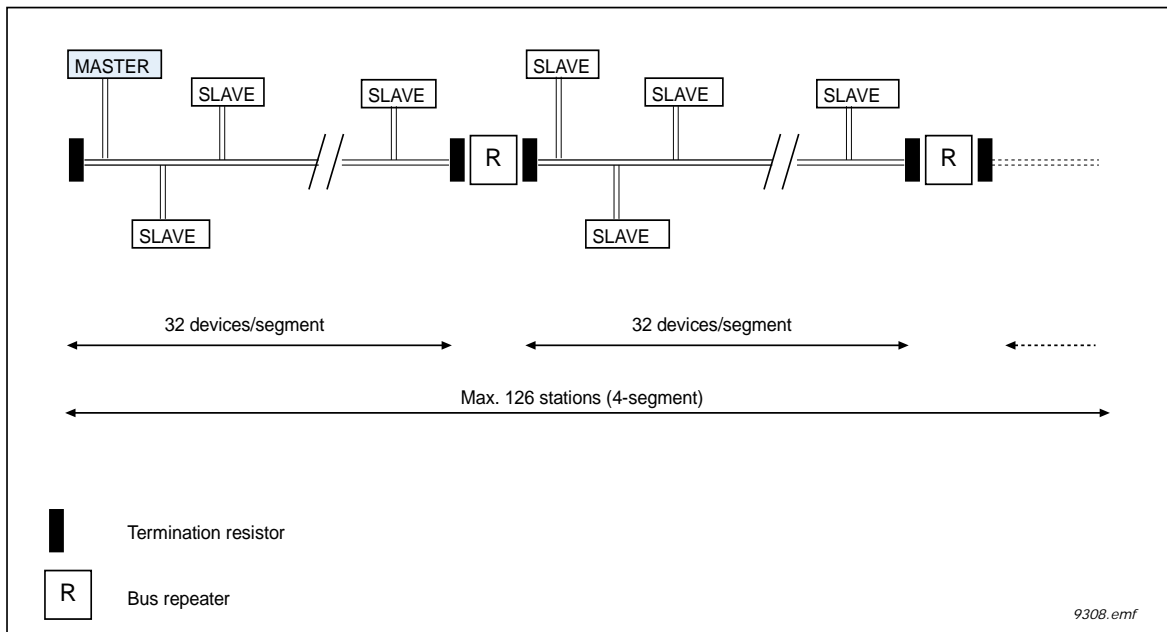 MASTER
SLAVE
SLAVE
SLAVE
SLAVE
SLAVE
SLAVE
R
R
SLAVE
SLAVE
32 devices/segment
32 devices/segment
Max. 126 stations (4-segment)
Termination resistor
R
Bus repeater
9308.emf